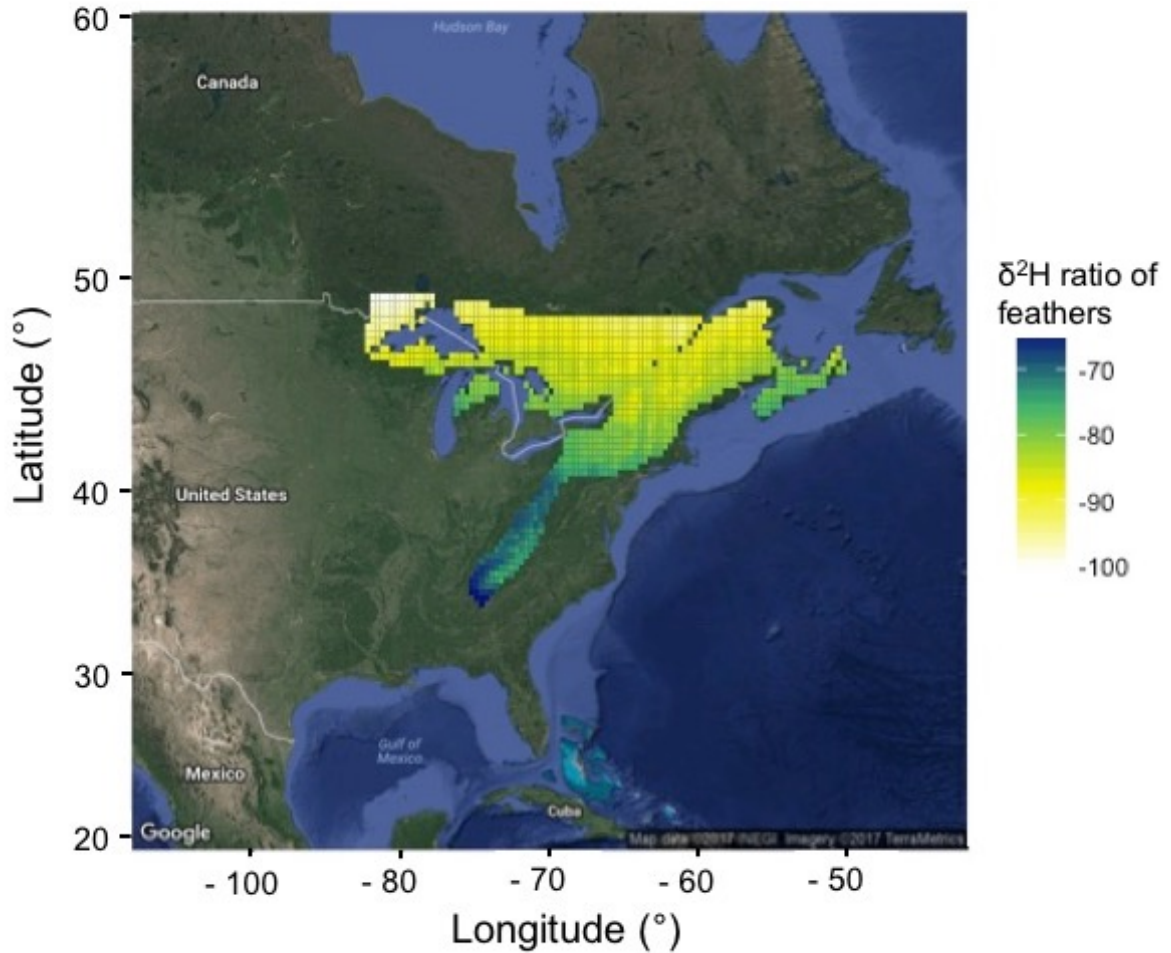 60
50
40
30
20
Latitude (°)
Hudson Bay
Canada
United States
Gulf of
Mexico
Mexico
Cuba
Google
Map data ©2017 INEGI Imagery ©2017 TerraMetrics
- 100
- 80
- 70
- 60
- 50
Longitude (°)
δ²H ratio of
feathers
-70
-80
-90
-100